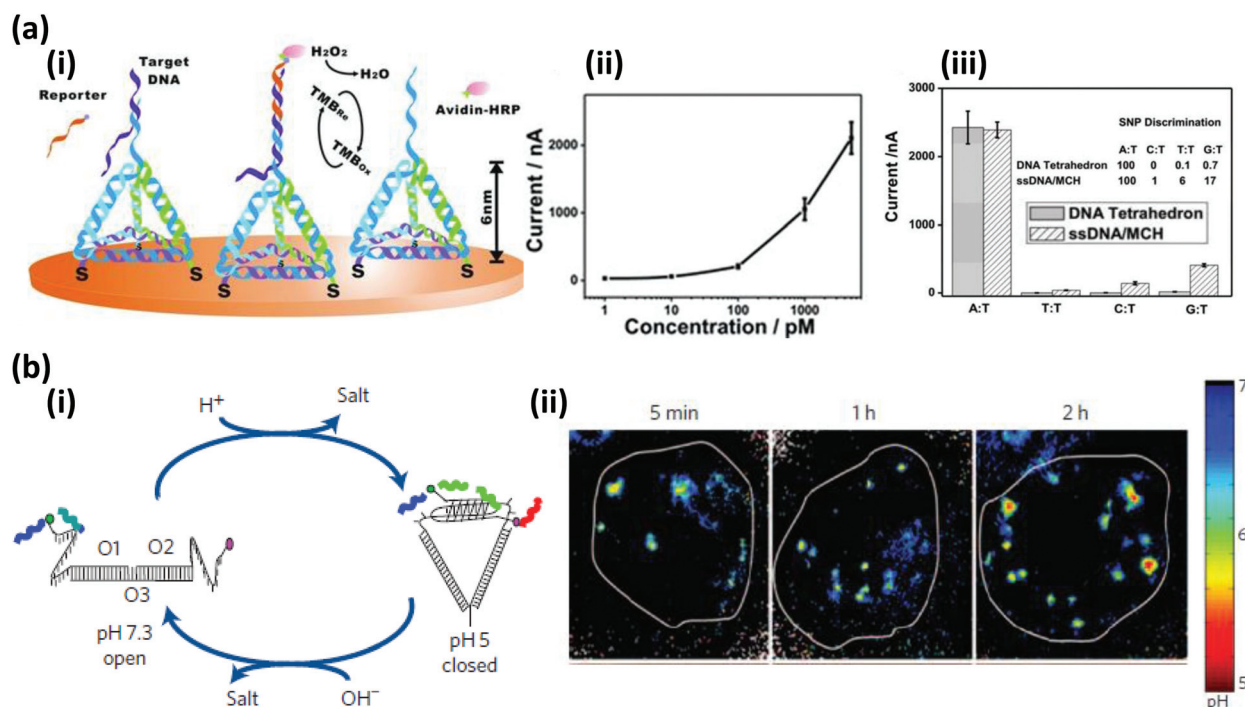 (a)
(i)
Reporter
Target
DNA
H2O2
H2O
TMBRe
TMBOx
Avidin-HRP
6nm
S
S
S
S
S
S
s
s
(ii)
Current / nA
2000
1000
0
1
10
100
1000
Concentration / pM
(iii)
Current /nA
3000
2000
1000
0
SNP Discrimination
A:T C:T T:T G:T
DNA Tetrahedron 100 0 0.1 0.7
ssDNA/MCH 100 1 6 17
DNA Tetrahedron
ssDNA/MCH
A:T T:T C:T G:T
(b)
(i)
H+
Salt
O1 O2
O3
pH 7.3
open
pH 5
closed
Salt
OH−
(ii)
5 min
1 h
2 h
7
6
5
pH